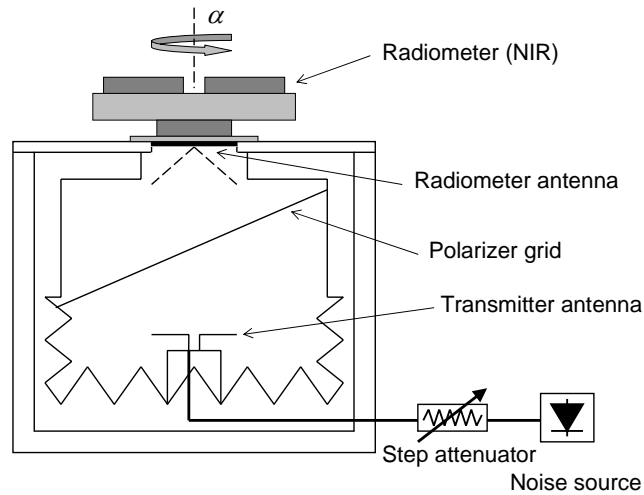 α
Radiometer (NIR)
Radiometer antenna
Polarizer grid
Transmitter antenna
Step attenuator
Noise source